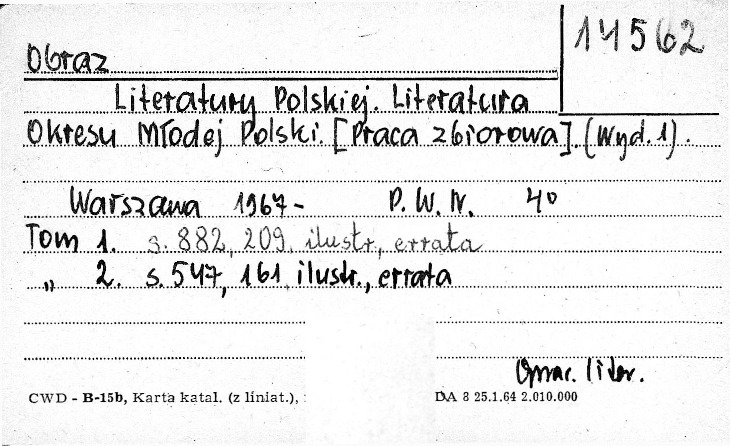 14562
Obraz
Literatury Polskiej. Literatura
Okresu Młodej Polski. [Praca zbiorowa]. (Wyd. 1).
Warszawa 1967- P.W.N. 4°
Tom 1. s. 882, 209, ilustr., errata
„ 2. s. 547, 161, ilustr., errata
liter.
CWD - B-15b, Karta katal. (z liniat.),
DA 8 25.1.64 2.010.000